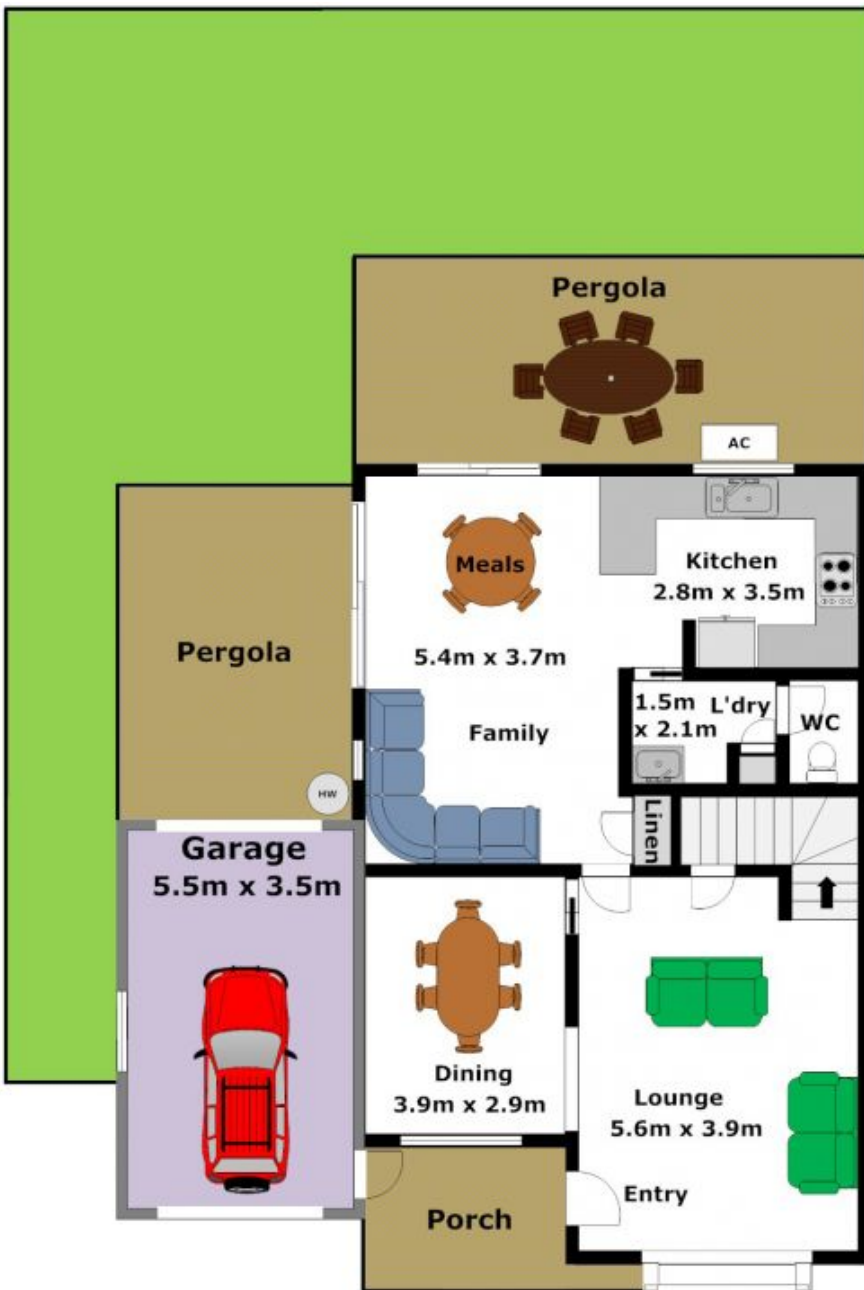 Pergola
AC
Meals
Kitchen
2.8m x 3.5m
Pergola
5.4m x 3.7m
Family
1.5m
x 2.1m
L'dry
WC
HW
Linen
Garage
5.5m x 3.5m
Dining
3.9m x 2.9m
Lounge
5.6m x 3.9m
Entry
Porch